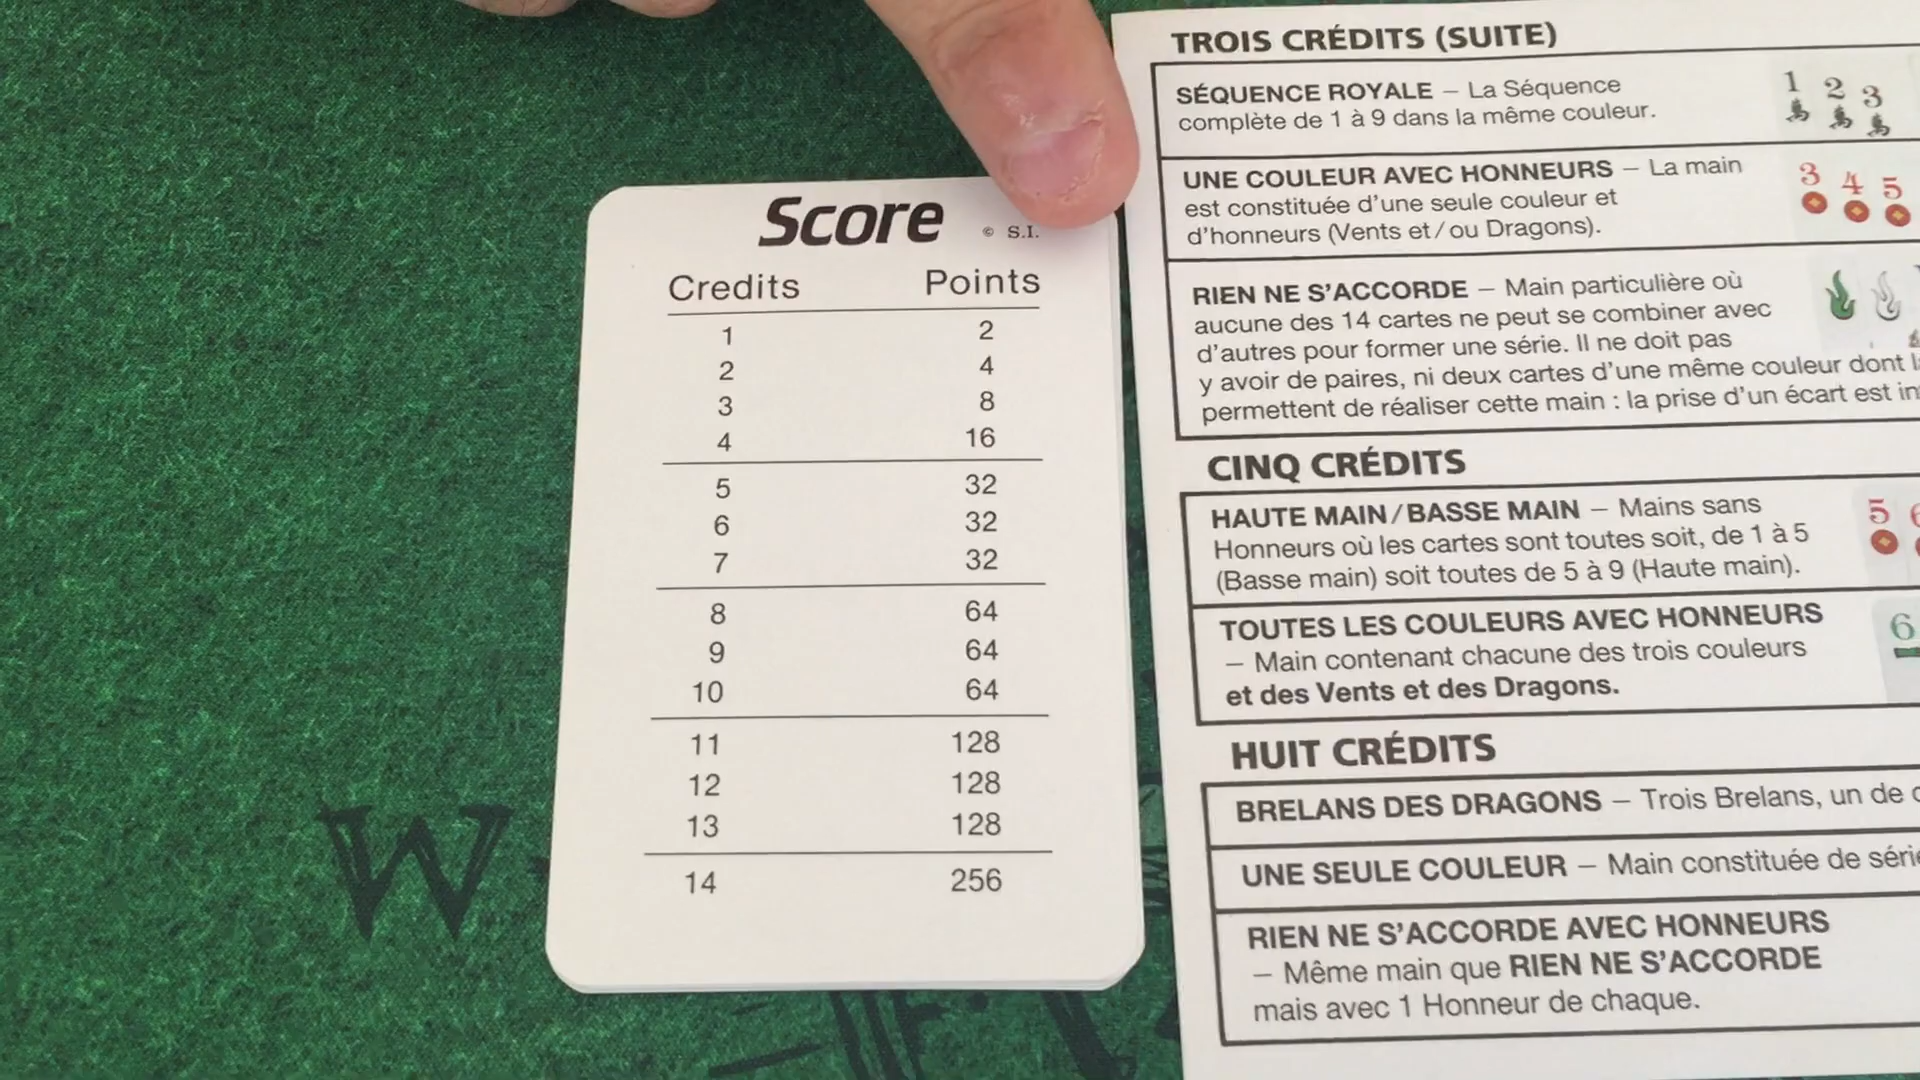 Score
© S.I.
Credits Points
1 2
2 4
3 8
4 16
5 32
6 32
7 32
8 64
9 64
10 64
11 128
12 128
13 128
14 256
W
TROIS CRÉDITS (SUITE)
SÉQUENCE ROYALE – La Séquence
complète de 1 à 9 dans la même couleur.
1 2 3
UNE COULEUR AVEC HONNEURS – La main
est constituée d'une seule couleur et
d'honneurs (Vents et/ou Dragons).
3 4 5
RIEN NE S'ACCORDE – Main particulière où
aucune des 14 cartes ne peut se combiner avec
d'autres pour former une série. Il ne doit pas
y avoir de paires, ni deux cartes d'une même couleur dont
permettent de réaliser cette main : la prise d'un écart est
CINQ CRÉDITS
HAUTE MAIN/BASSE MAIN – Mains sans
Honneurs où les cartes sont toutes soit, de 1 à 5
(Basse main) soit toutes de 5 à 9 (Haute main).
5 6
TOUTES LES COULEURS AVEC HONNEURS
– Main contenant chacune des trois couleurs
et des Vents et des Dragons.
6
HUIT CRÉDITS
BRELANS DES DRAGONS – Trois Brelans, un de
UNE SEULE COULEUR – Main constituée de
RIEN NE S'ACCORDE AVEC HONNEURS
– Même main que RIEN NE S'ACCORDE
mais avec 1 Honneur de chaque.